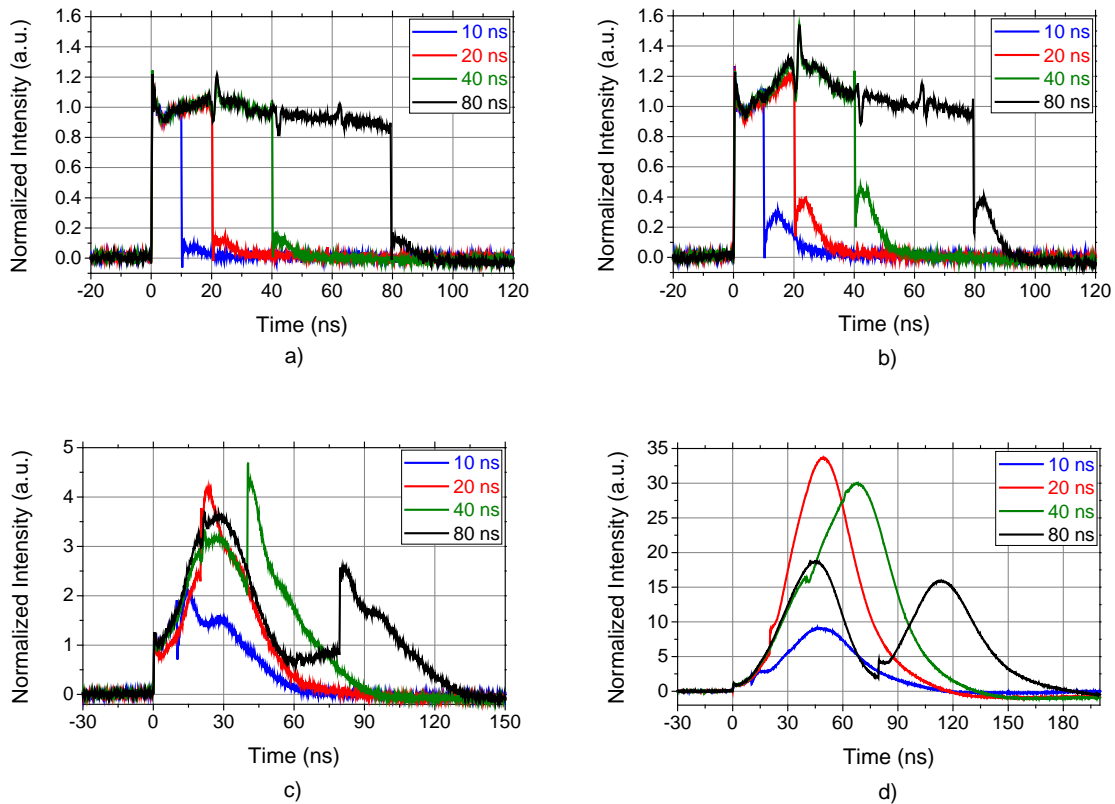 Normalized Intensity (a.u.)
1.6
1.4
1.2
1.0
0.8
0.6
0.4
0.2
0.0
-20 0 20 40 60 80 100 120
Time (ns)
10 ns
20 ns
40 ns
80 ns
a)
Normalized Intensity (a.u.)
1.6
1.4
1.2
1.0
0.8
0.6
0.4
0.2
0.0
-20 0 20 40 60 80 100 120
Time (ns)
10 ns
20 ns
40 ns
80 ns
b)
Normalized Intensity (a.u.)
5
4
3
2
1
0
-30 0 30 60 90 120 150
Time (ns)
10 ns
20 ns
40 ns
80 ns
c)
Normalized Intensity (a.u.)
35
30
25
20
15
10
5
0
-30 0 30 60 90 120 150 180
Time (ns)
10 ns
20 ns
40 ns
80 ns
d)